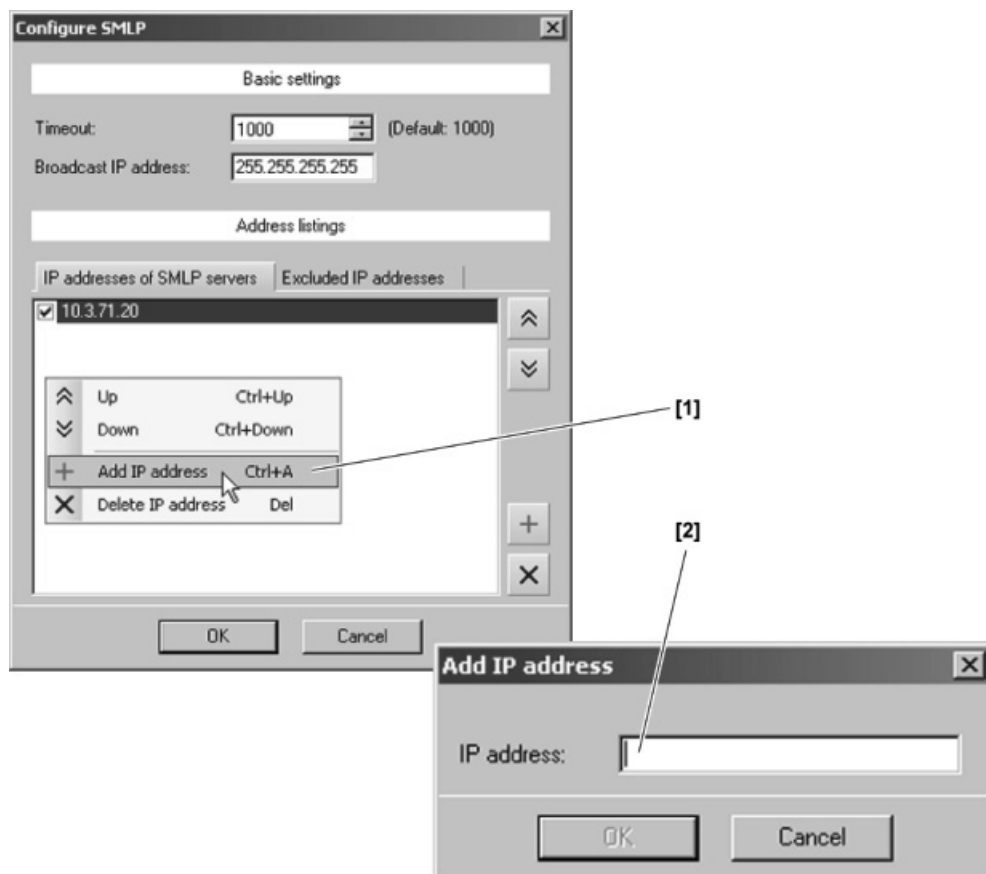 Configure SMLP
Basic settings
Timeout: 1000 (Default: 1000)
Broadcast IP address: 255.255.255.255
Address listings
IP addresses of SMLP servers Excluded IP addresses
10.3.71.20
Up Ctrl+Up
Down Ctrl+Down
Add IP address Ctrl+A
Delete IP address Del
[1]
[2]
OK Cancel
Add IP address
IP address:
OK Cancel